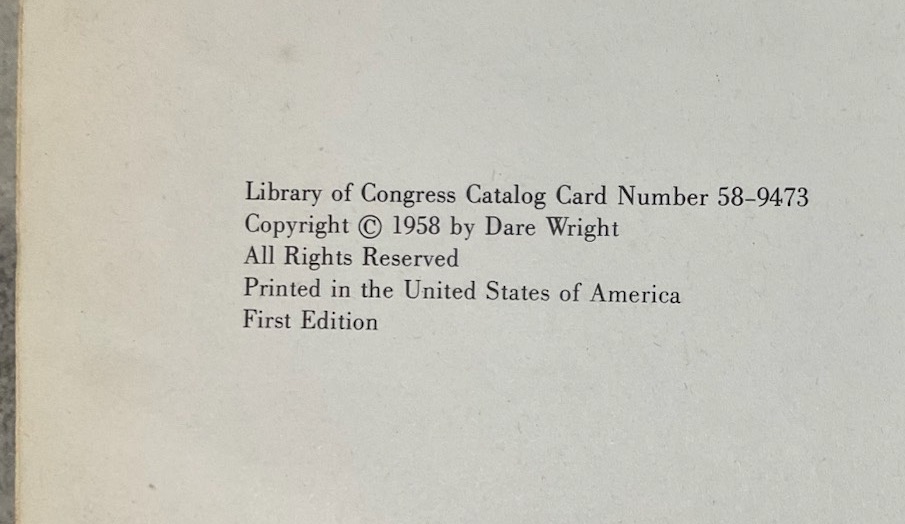 Library of Congress Catalog Card Number 58-9473
Copyright © 1958 by Dare Wright
All Rights Reserved
Printed in the United States of America
First Edition